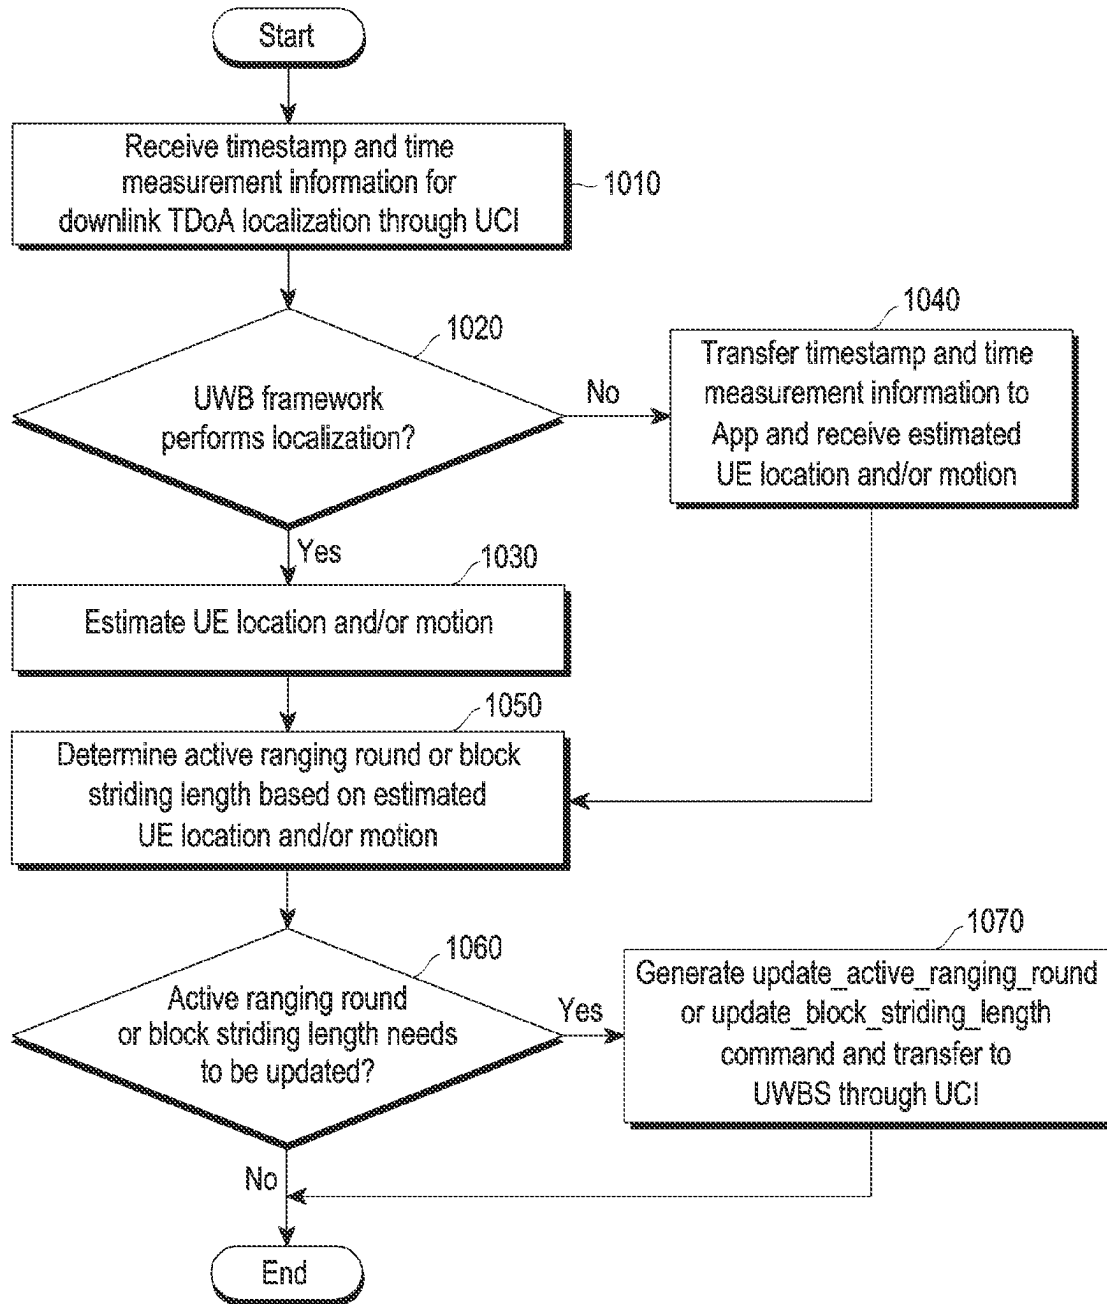 Start
Receive timestamp and time
measurement information for
downlink TDoA localization through UCI
1010
1020
UWB framework
performs localization?
No
1040
Transfer timestamp and time
measurement information to
App and receive estimated
UE location and/or motion
Yes
1030
Estimate UE location and/or motion
1050
Determine active ranging round or block
striding length based on estimated
UE location and/or motion
1060
Active ranging round
or block striding length needs
to be updated?
Yes
1070
Generate update_active_ranging_round
or update_block_striding_length
command and transfer to
UWBS through UCI
No
End